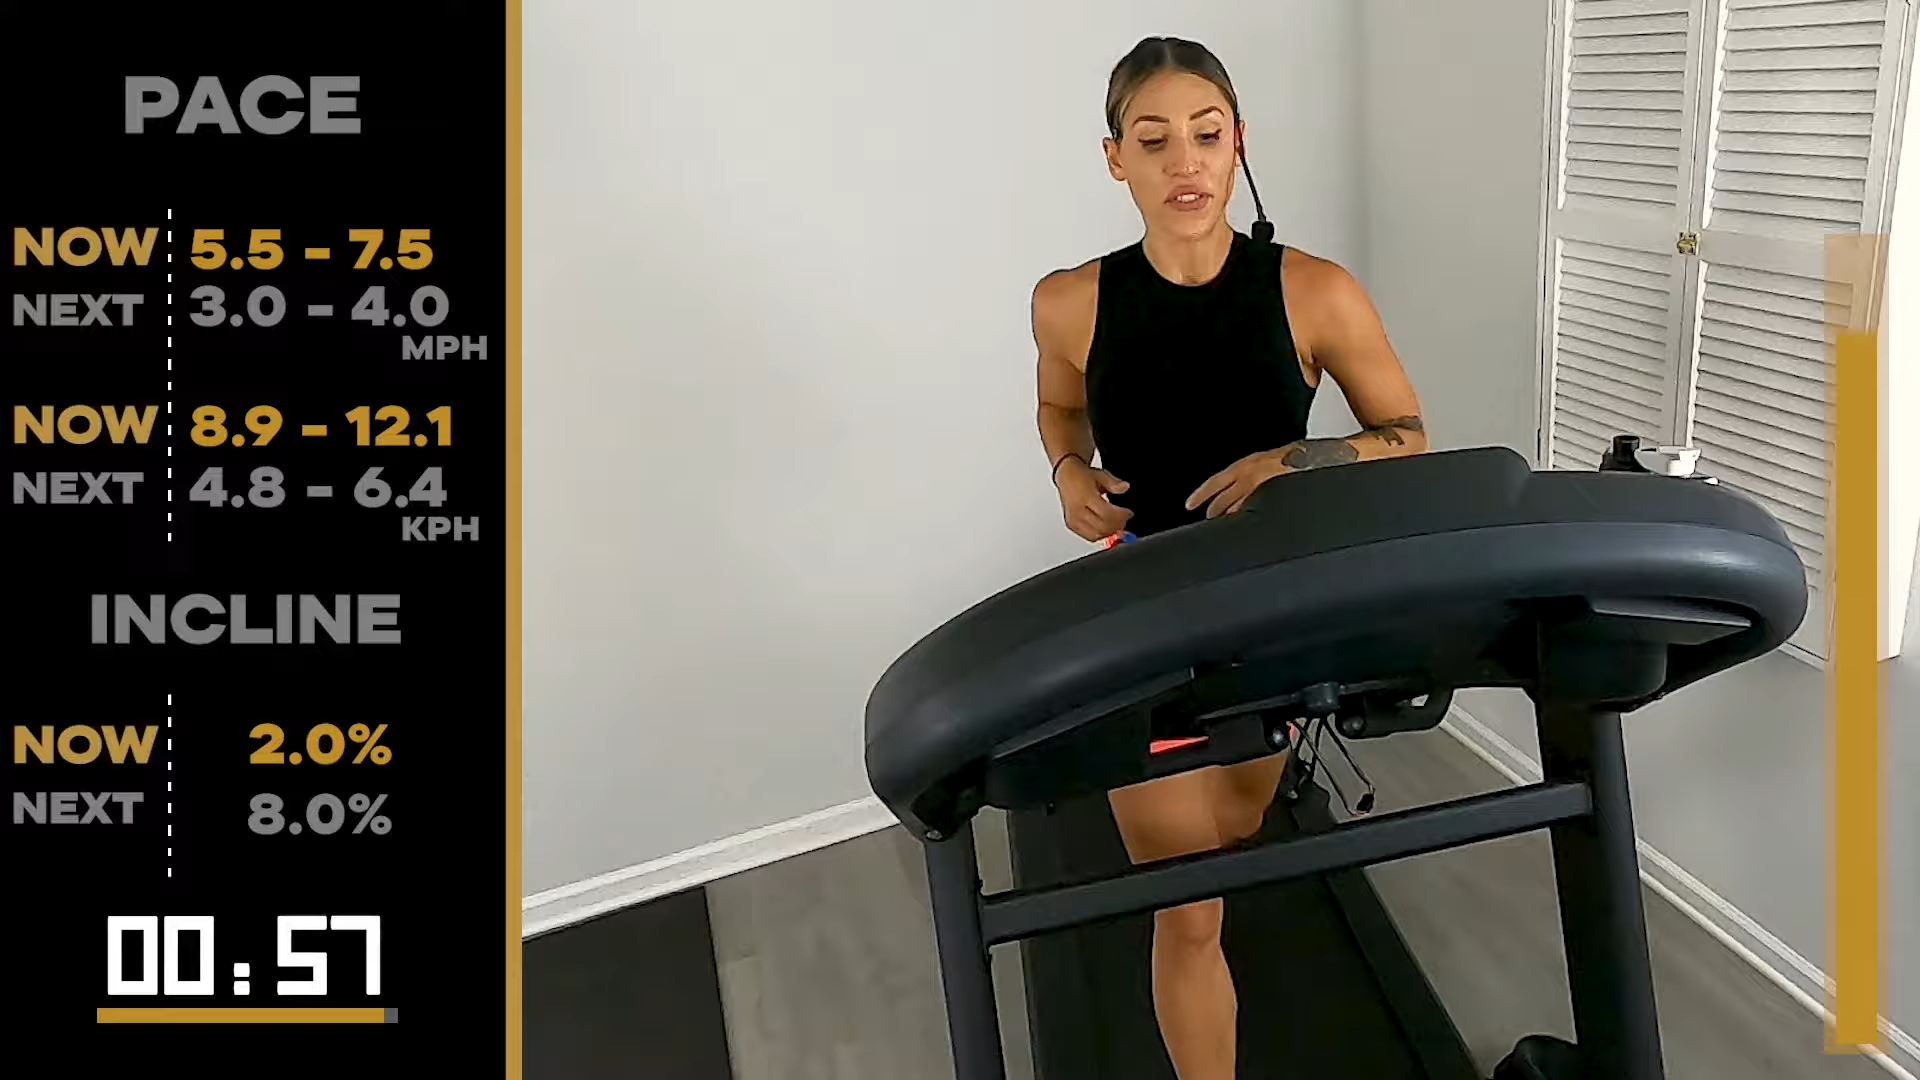 PACE
NOW 5.5 - 7.5
NEXT 3.0 - 4.0
MPH
NOW 8.9 - 12.1
NEXT 4.8 - 6.4
KPH
INCLINE
NOW 2.0%
NEXT 8.0%
00:57